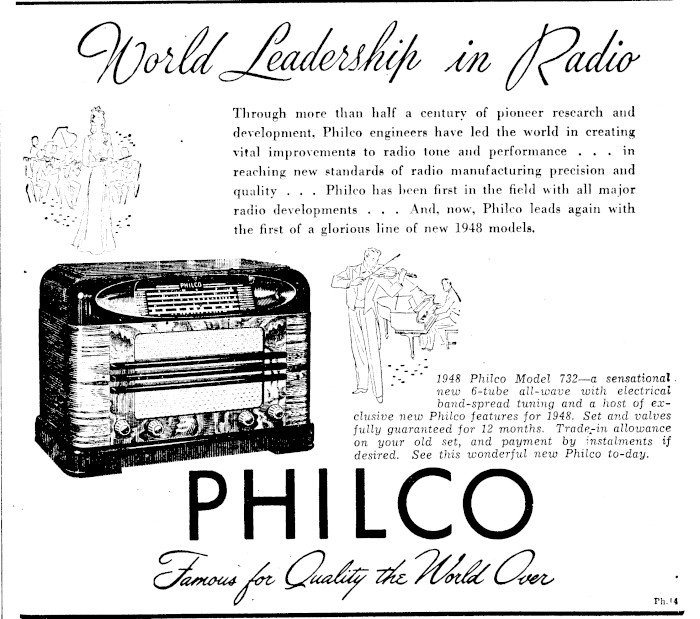 World Leadership in Radio
Through more than half a century of pioneer research and
development, Philco engineers have led the world in creating
vital improvements to radio tone and performance . . . in
reaching new standards of radio manufacturing precision and
quality . . . Philco has been first in the field with all major
radio developments . . . And, now, Philco leads again with
the first of a glorious line of new 1948 models.
PHILCO
1948 Philco Model 732—a sensational
new 6-tube all-wave with electrical
band-spread tuning and a host of ex-
clusive new Philco features for 1948. Set and valves
fully guaranteed for 12 months. Trade-in allowance
on your old set, and payment by instalments if
desired. See this wonderful new Philco to-day.
PHILCO
Famous for Quality the World Over
Ph.14